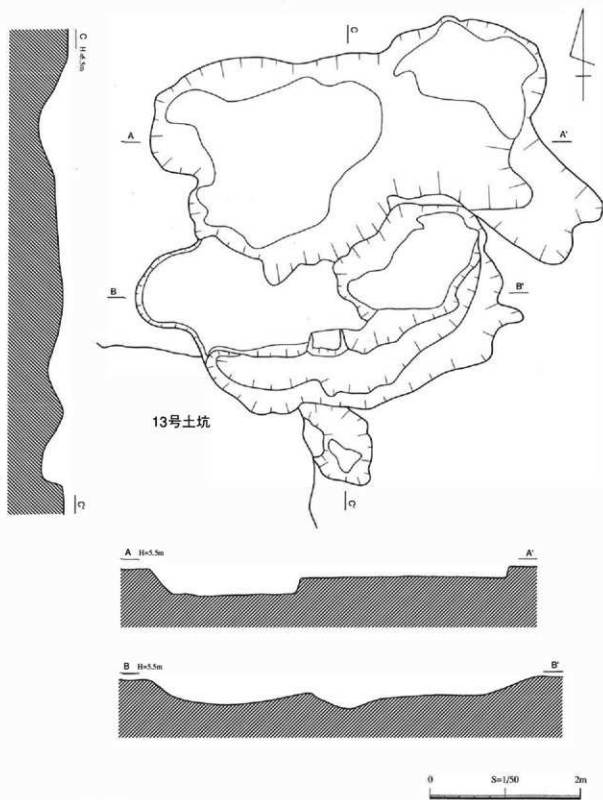 C H=5.5m
C
A
A'
B
B'
13号土坑
C'
C'
A H=5.5m A'
B H=5.5m B'
0 S=1/50 2m